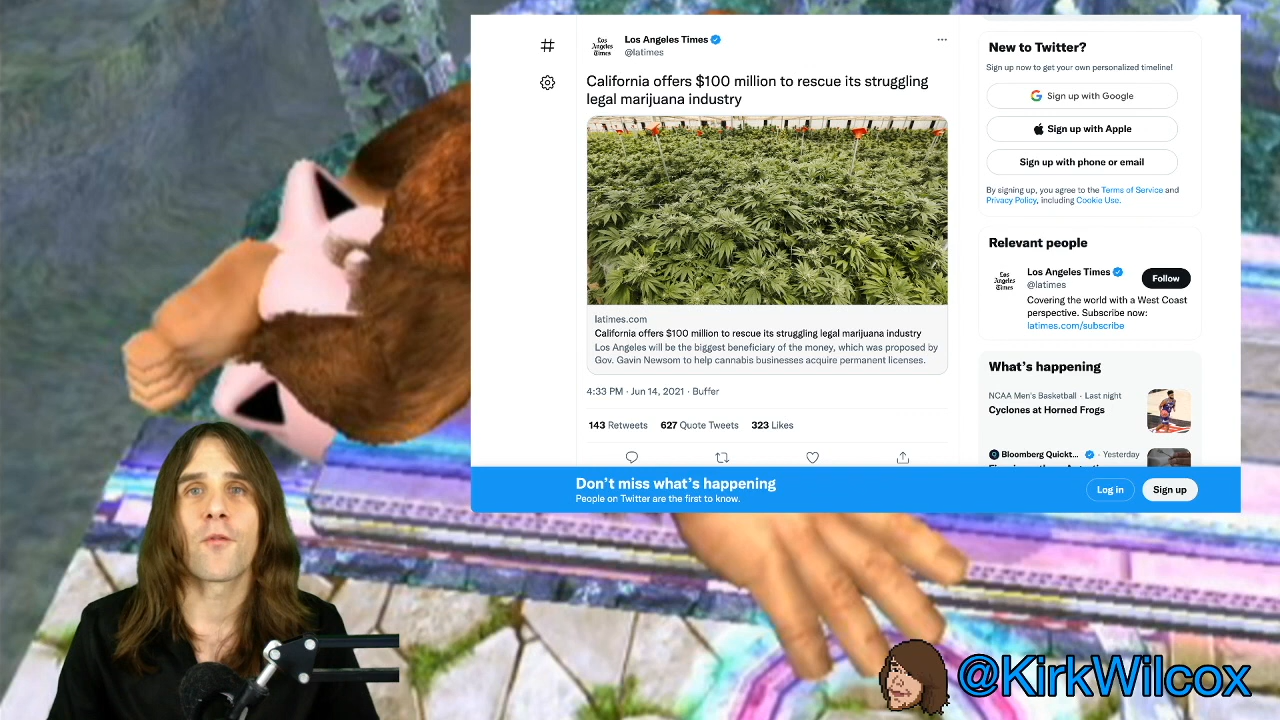 Los Angeles Times
Los Angeles Times
@latimes
California offers $100 million to rescue its struggling
legal marijuana industry
latimes.com
California offers $100 million to rescue its struggling legal marijuana industry
Los Angeles will be the biggest beneficiary of the money, which was proposed by
Gov. Gavin Newsom to help cannabis businesses acquire permanent licenses.
4:33 PM · Jun 14, 2021 · Buffer
143 Retweets 627 Quote Tweets 323 Likes
New to Twitter?
Sign up now to get your own personalized timeline!
Sign up with Google
Sign up with Apple
Sign up with phone or email
By signing up, you agree to the Terms of Service and
Privacy Policy, including Cookie Use.
Relevant people
Los Angeles Times
Los Angeles Times
@latimes
Follow
Covering the world with a West Coast
perspective. Subscribe now:
latimes.com/subscribe
What's happening
NCAA Men's Basketball · Last night
Cyclones at Horned Frogs
Bloomberg Quickt... · Yesterday
Don't miss what's happening
People on Twitter are the first to know.
Log in
Sign up
@KirkWilcox